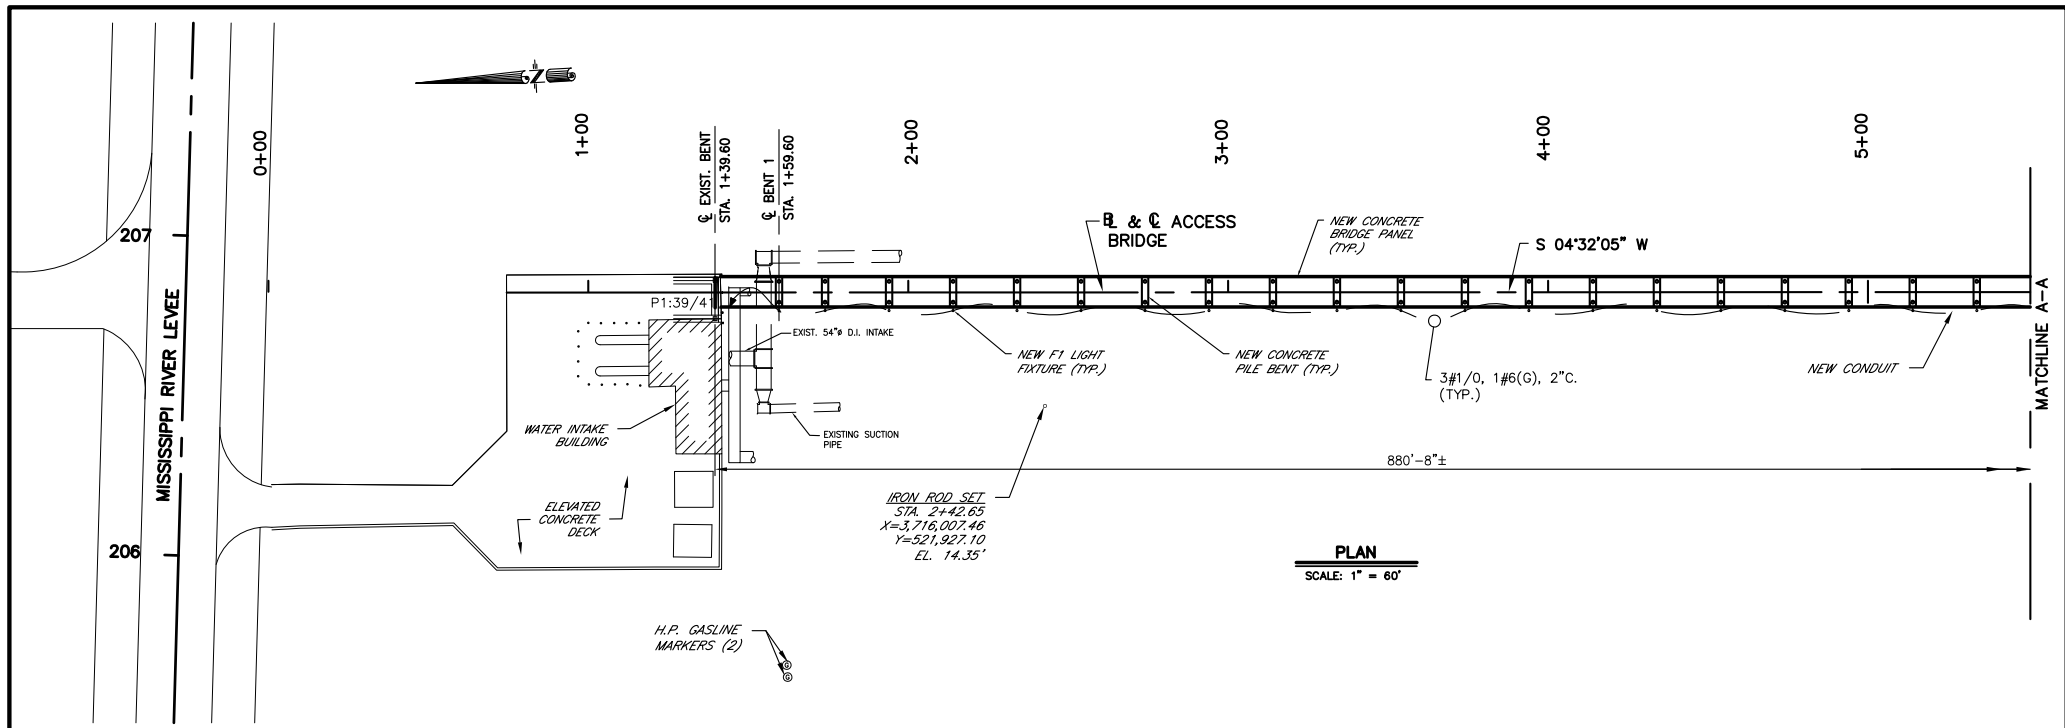 N
0+00
1+00
2+00
3+00
4+00
5+00
℄ EXIST. BENT
STA. 1+39.60
℄ BENT 1
STA. 1+59.60
207
206
MISSISSIPPI RIVER LEVEE
BL & ℄ ACCESS
BRIDGE
NEW CONCRETE
BRIDGE PANEL
(TYP.)
S 04°32'05" W
P1:39/41
EXIST. 54"ø D.I. INTAKE
NEW F1 LIGHT
FIXTURE (TYP.)
NEW CONCRETE
PILE BENT (TYP.)
3#1/0, 1#6(G), 2"C.
(TYP.)
NEW CONDUIT
MATCHLINE A-A
WATER INTAKE
BUILDING
EXISTING SUCTION
PIPE
880'-8"±
ELEVATED
CONCRETE
DECK
IRON ROD SET
STA. 2+42.65
X=3,716,007.46
Y=521,927.10
EL. 14.35'
PLAN
SCALE: 1" = 60'
H.P. GASLINE
MARKERS (2)
G
G